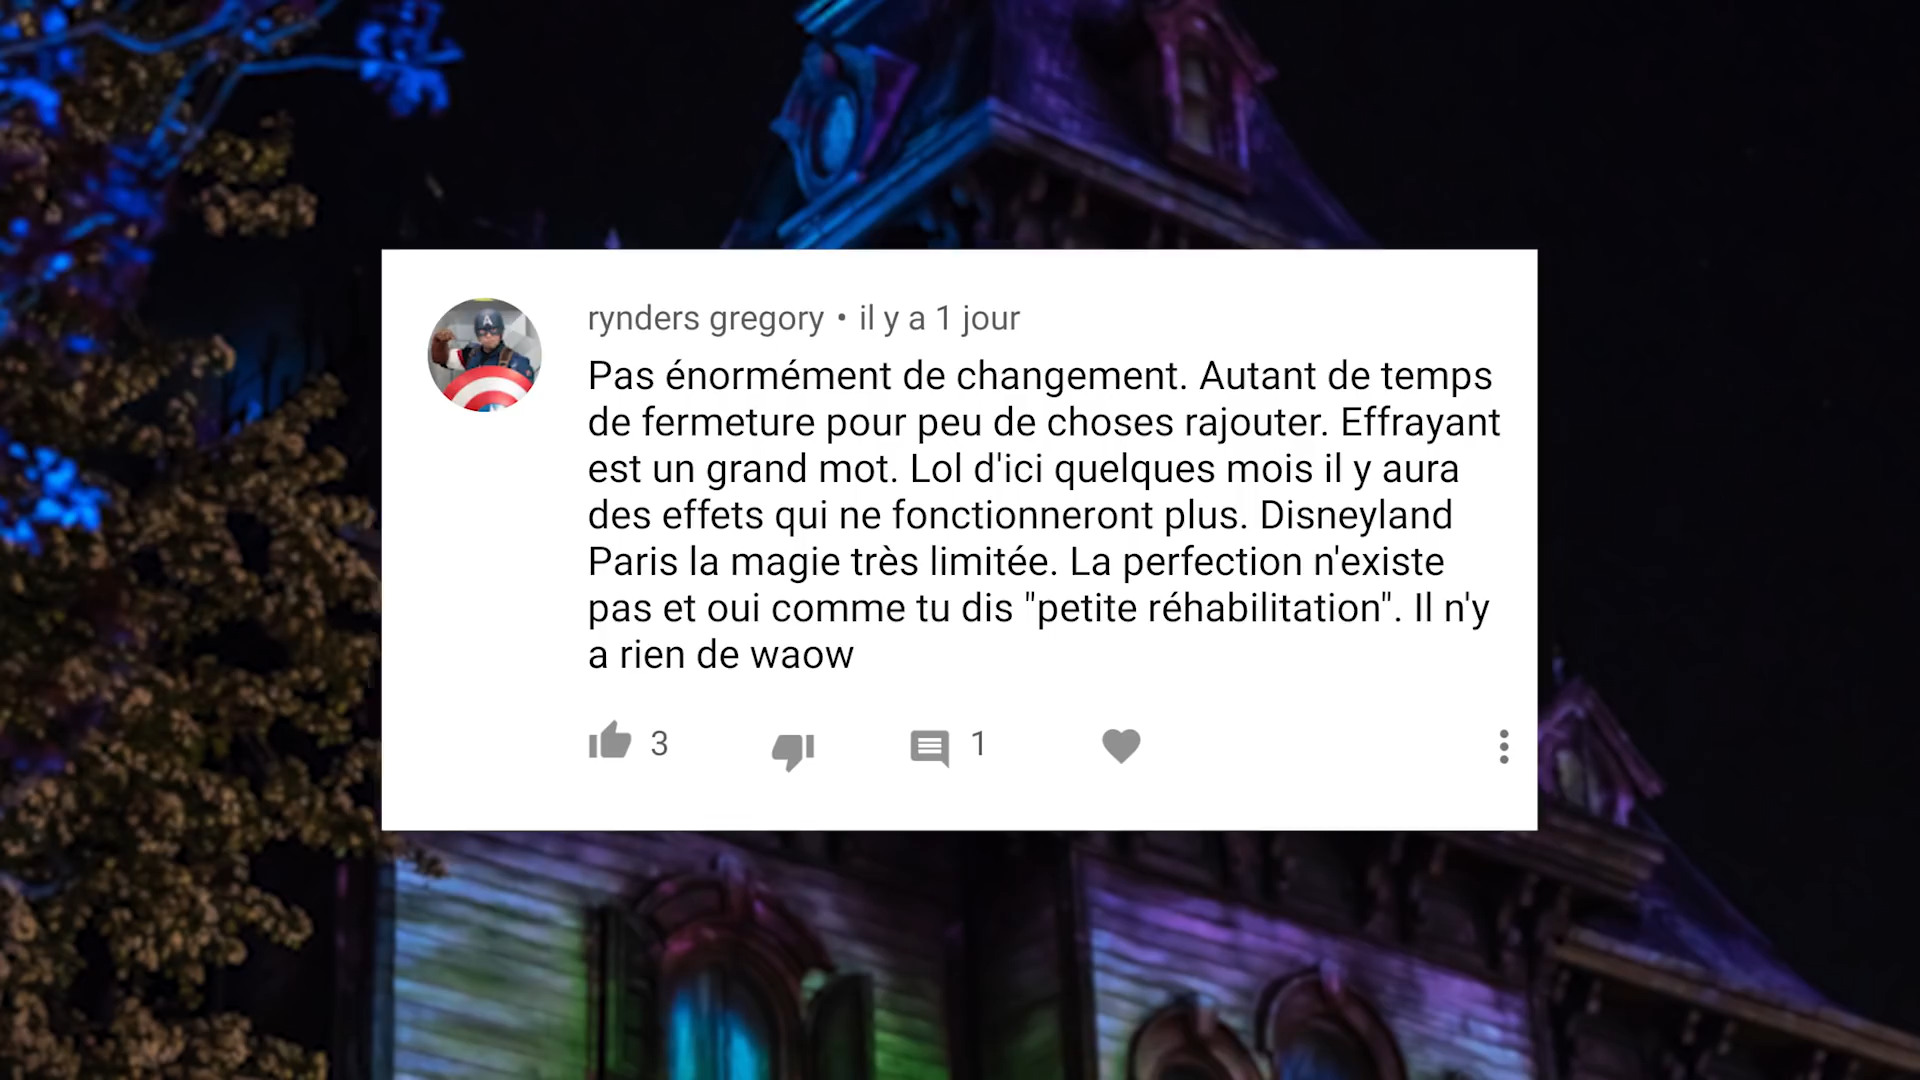 rynders gregory • il y a 1 jour
Pas énormément de changement. Autant de temps
de fermeture pour peu de choses rajouter. Effrayant
est un grand mot. Lol d'ici quelques mois il y aura
des effets qui ne fonctionneront plus. Disneyland
Paris la magie très limitée. La perfection n'existe
pas et oui comme tu dis "petite réhabilitation". Il n'y
a rien de waow
3 1